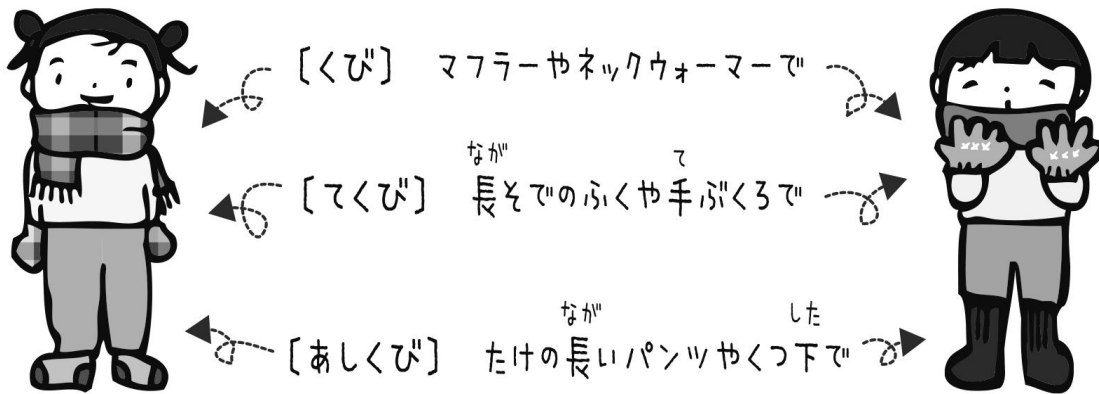 [くび] マフラーやネックウォーマーで
なが て
[てくび] 長そでのふくや手ぶくろで
なが した
[あしくび] たけの長いパンツやくつ下で